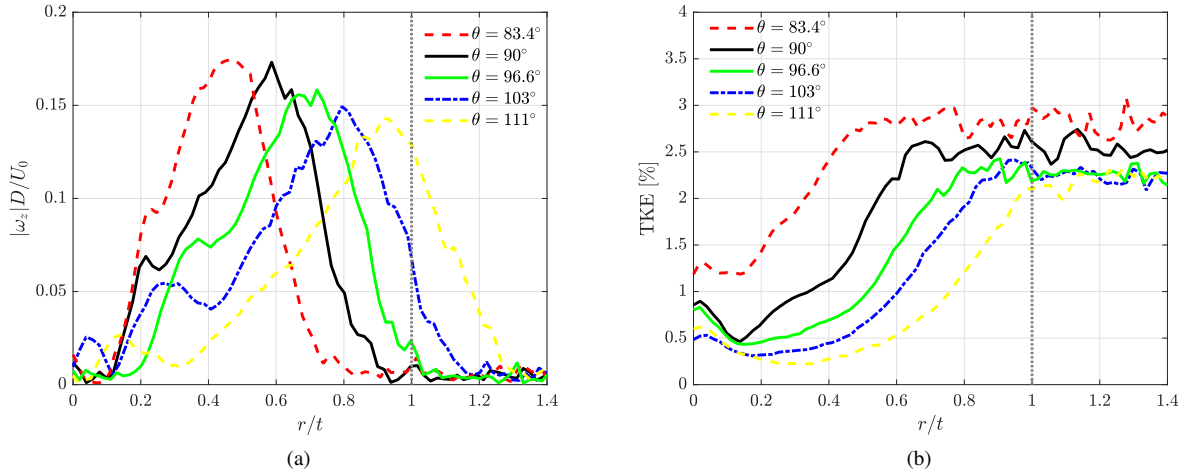 0.2
0.15
0.1
0.05
0
0 0.2 0.4 0.6 0.8 1 1.2 1.4
|ω_z|D/U_0
r/t
θ = 83.4°
θ = 90°
θ = 96.6°
θ = 103°
θ = 111°
(a)
4
3.5
3
2.5
2
1.5
1
0.5
0
0 0.2 0.4 0.6 0.8 1 1.2 1.4
TKE [%]
r/t
θ = 83.4°
θ = 90°
θ = 96.6°
θ = 103°
θ = 111°
(b)